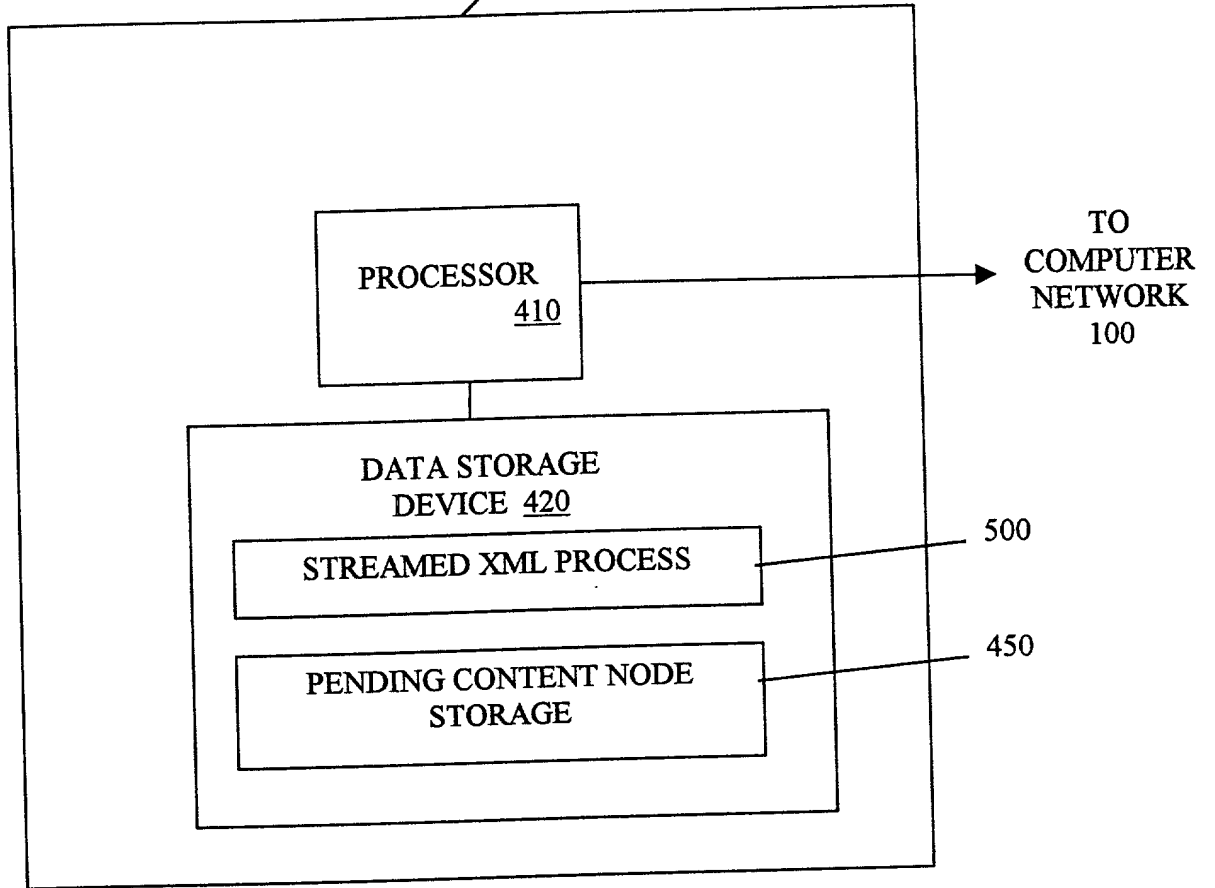 PROCESSOR
410
TO
COMPUTER
NETWORK
100
DATA STORAGE
DEVICE 420
STREAMED XML PROCESS
500
PENDING CONTENT NODE
STORAGE
450